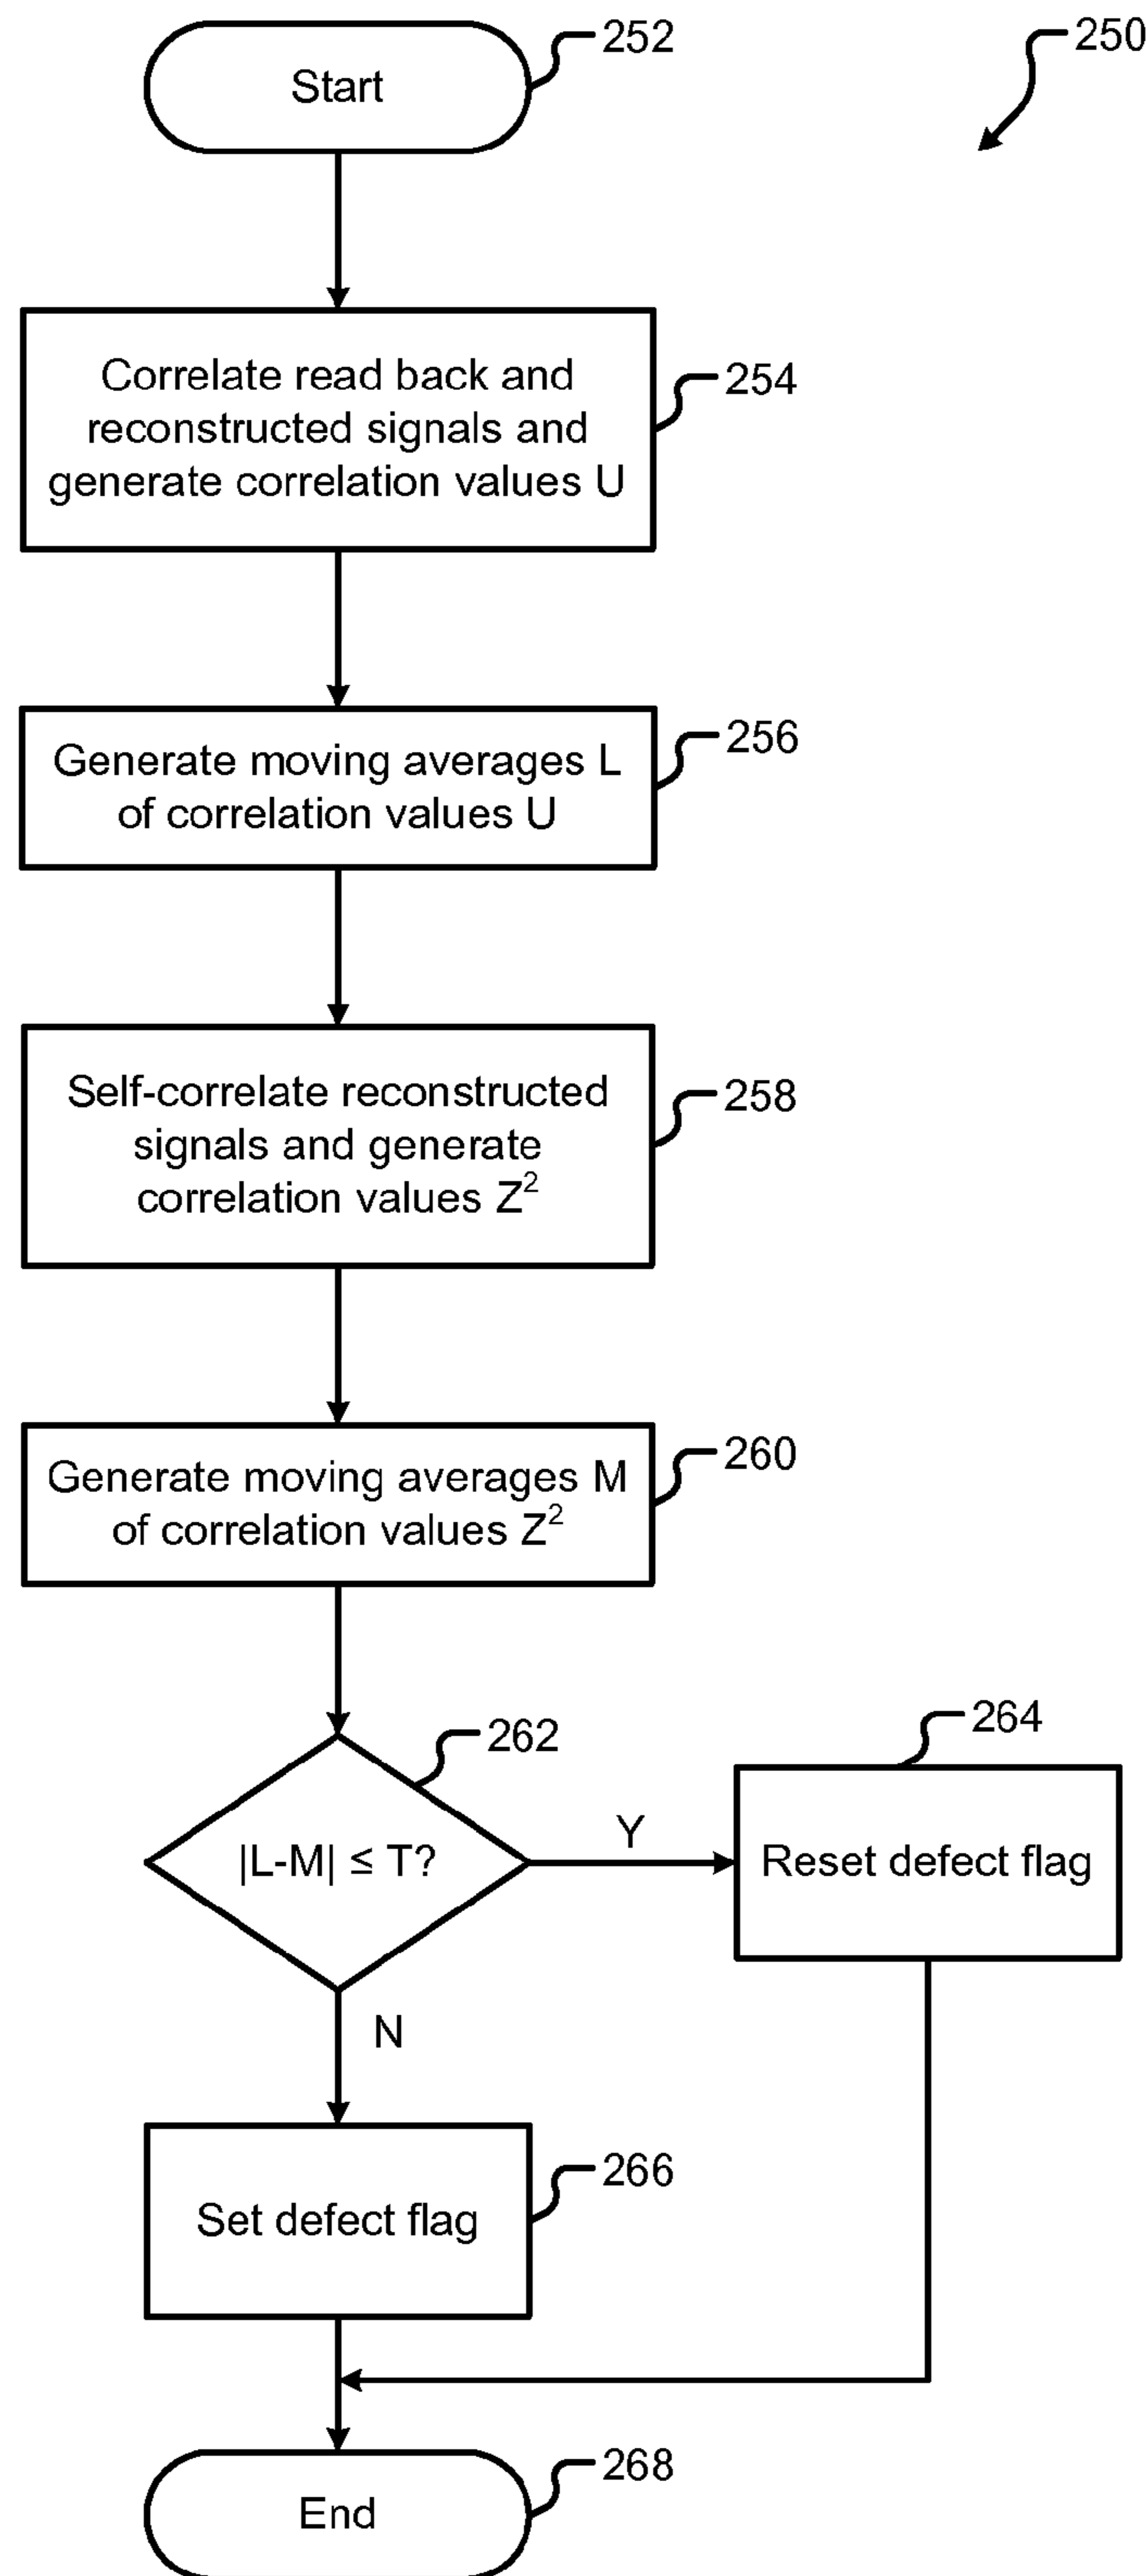 252
250
Start
Correlate read back and
reconstructed signals and
generate correlation values U
254
Generate moving averages L
of correlation values U
256
Self-correlate reconstructed
signals and generate
correlation values Z²
258
Generate moving averages M
of correlation values Z²
260
262
|L-M| ≤ T?
Y
264
Reset defect flag
N
Set defect flag
266
End
268